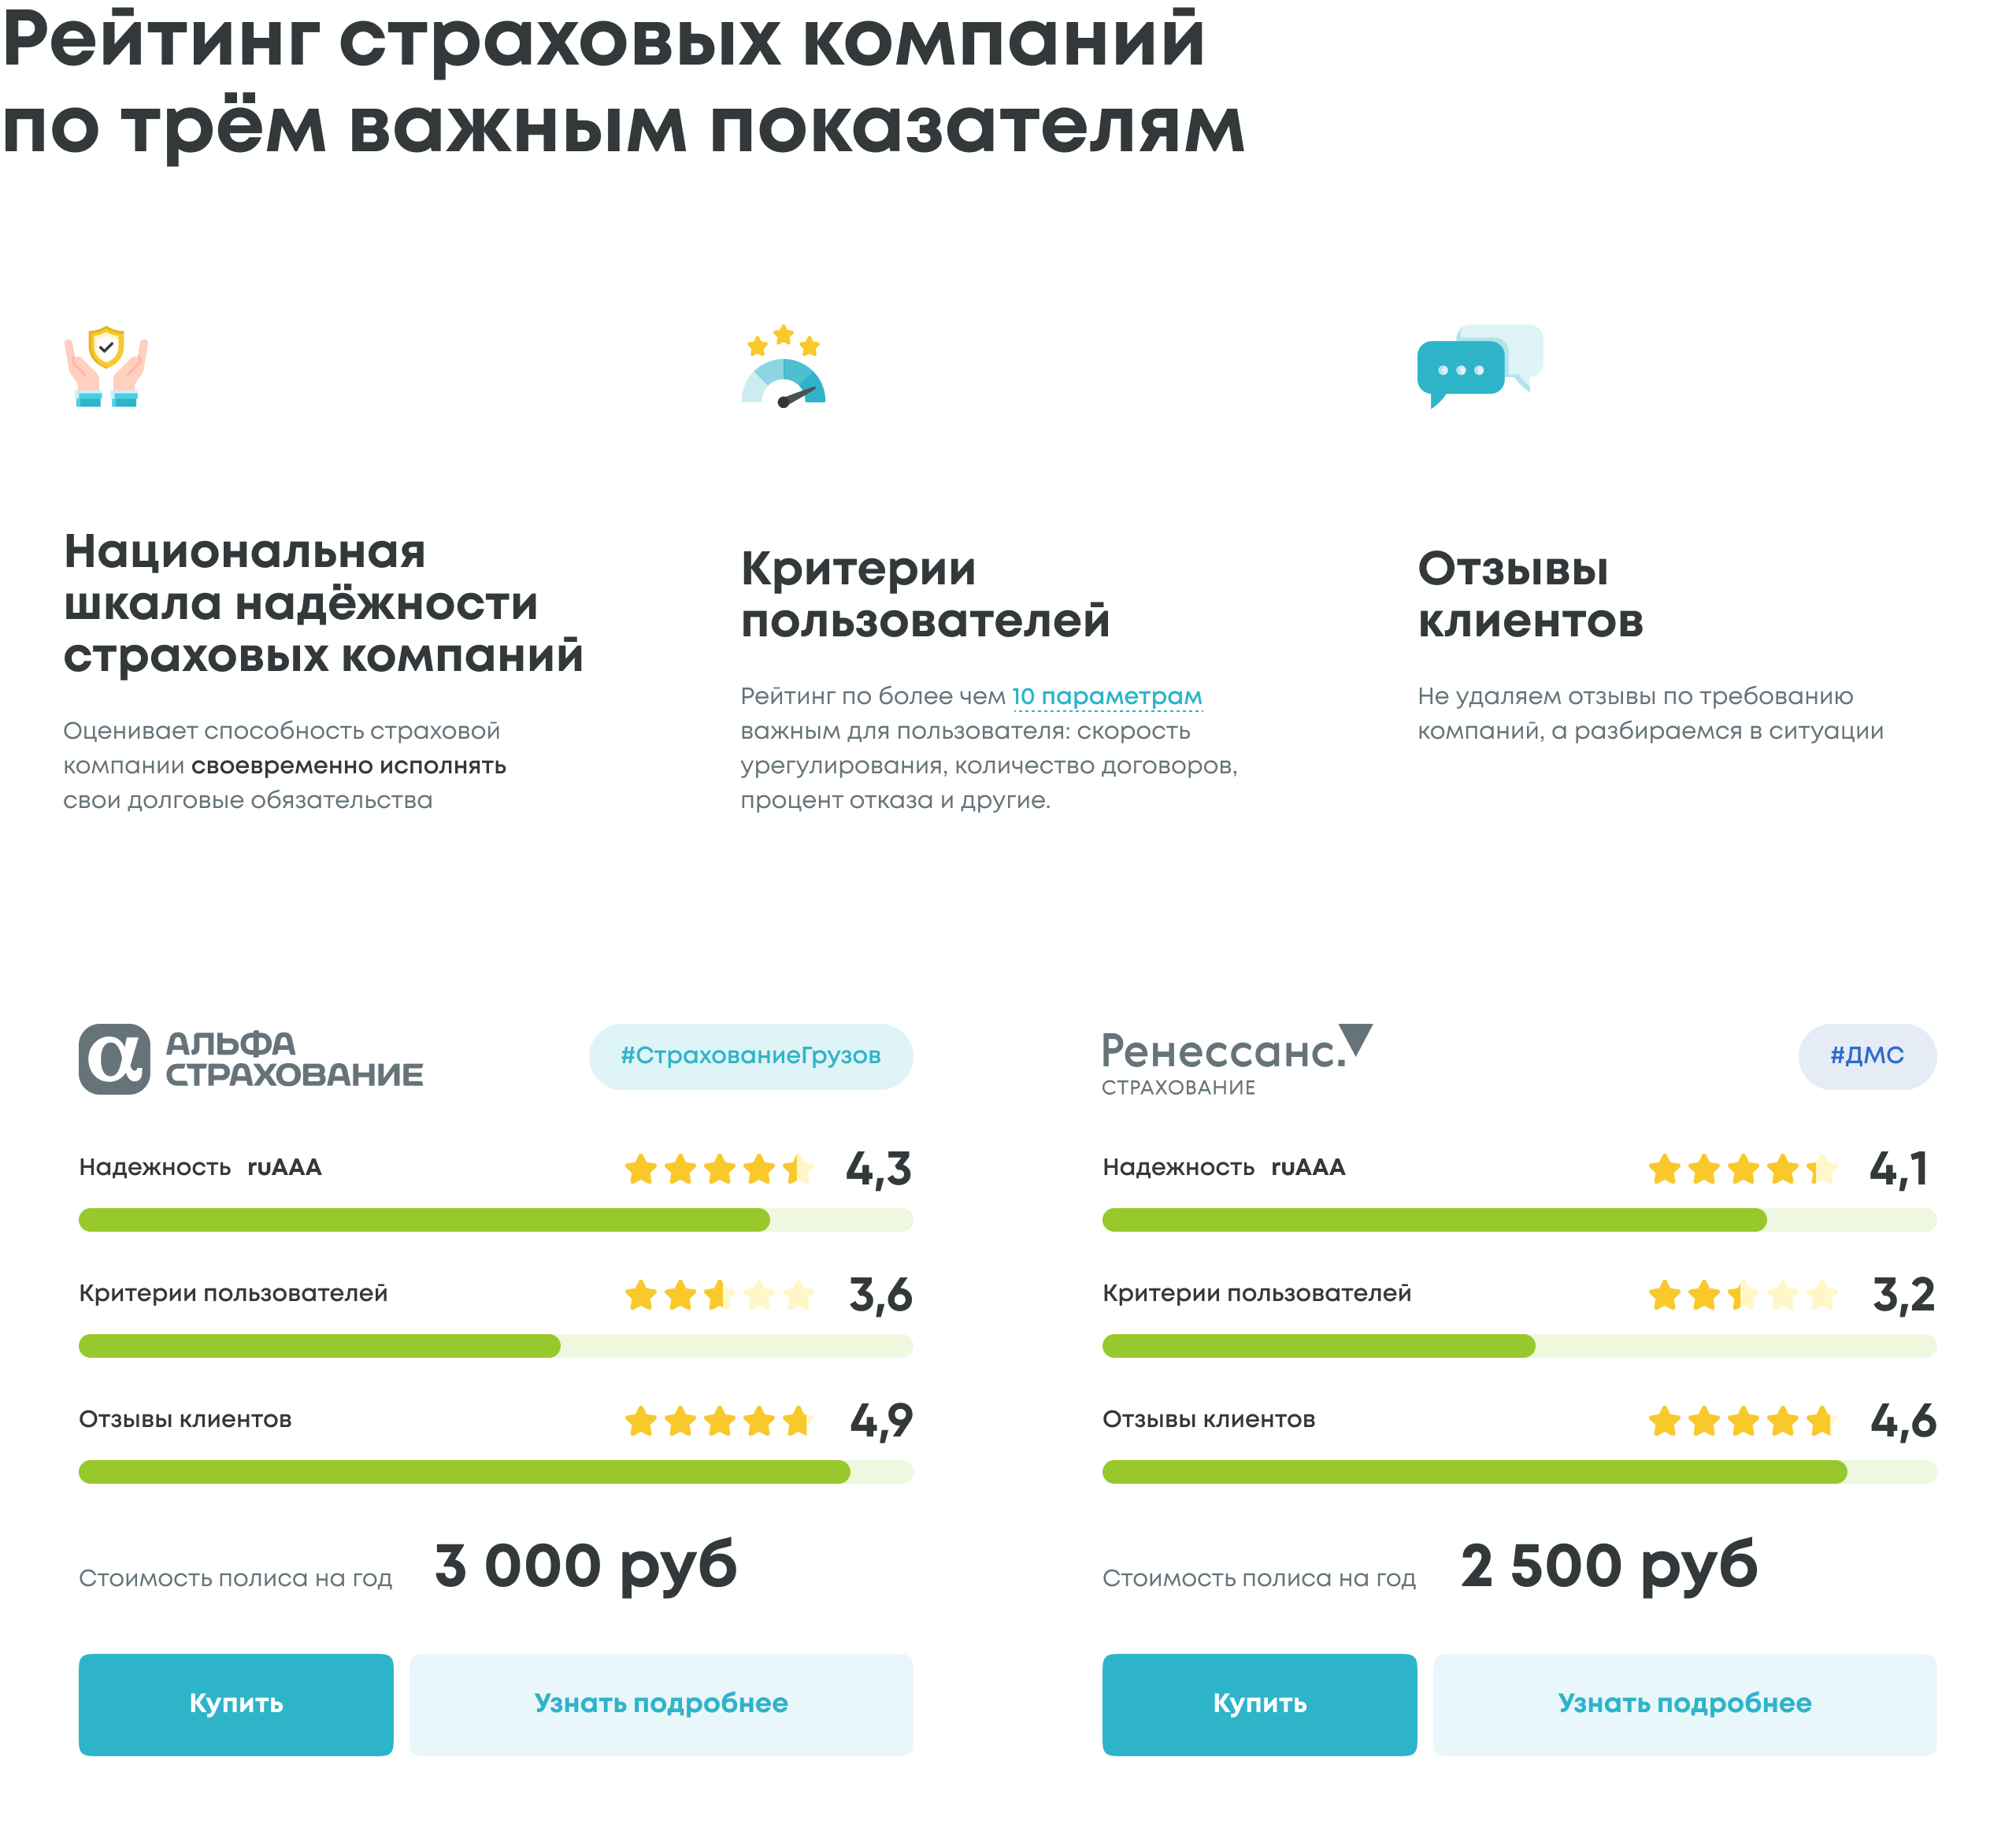 Рейтинг страховых компаний
по трём важным показателям
Национальная
шкала надёжности
страховых компаний
Оценивает способность страховой
компании своевременно исполнять
свои долговые обязательства
Критерии
пользователей
Рейтинг по более чем 10 параметрам
важным для пользователя: скорость
урегулирования, количество договоров,
процент отказа и другие.
Отзывы
клиентов
Не удаляем отзывы по требованию
компаний, а разбираемся в ситуации
α АЛЬФА
СТРАХОВАНИЕ
#СтрахованиеГрузов
Надежность ruAAA 4,3
Критерии пользователей 3,6
Отзывы клиентов 4,9
Стоимость полиса на год 3 000 руб
Купить Узнать подробнее
Ренессанс.
СТРАХОВАНИЕ
#ДМС
Надежность ruAAA 4,1
Критерии пользователей 3,2
Отзывы клиентов 4,6
Стоимость полиса на год 2 500 руб
Купить Узнать подробнее